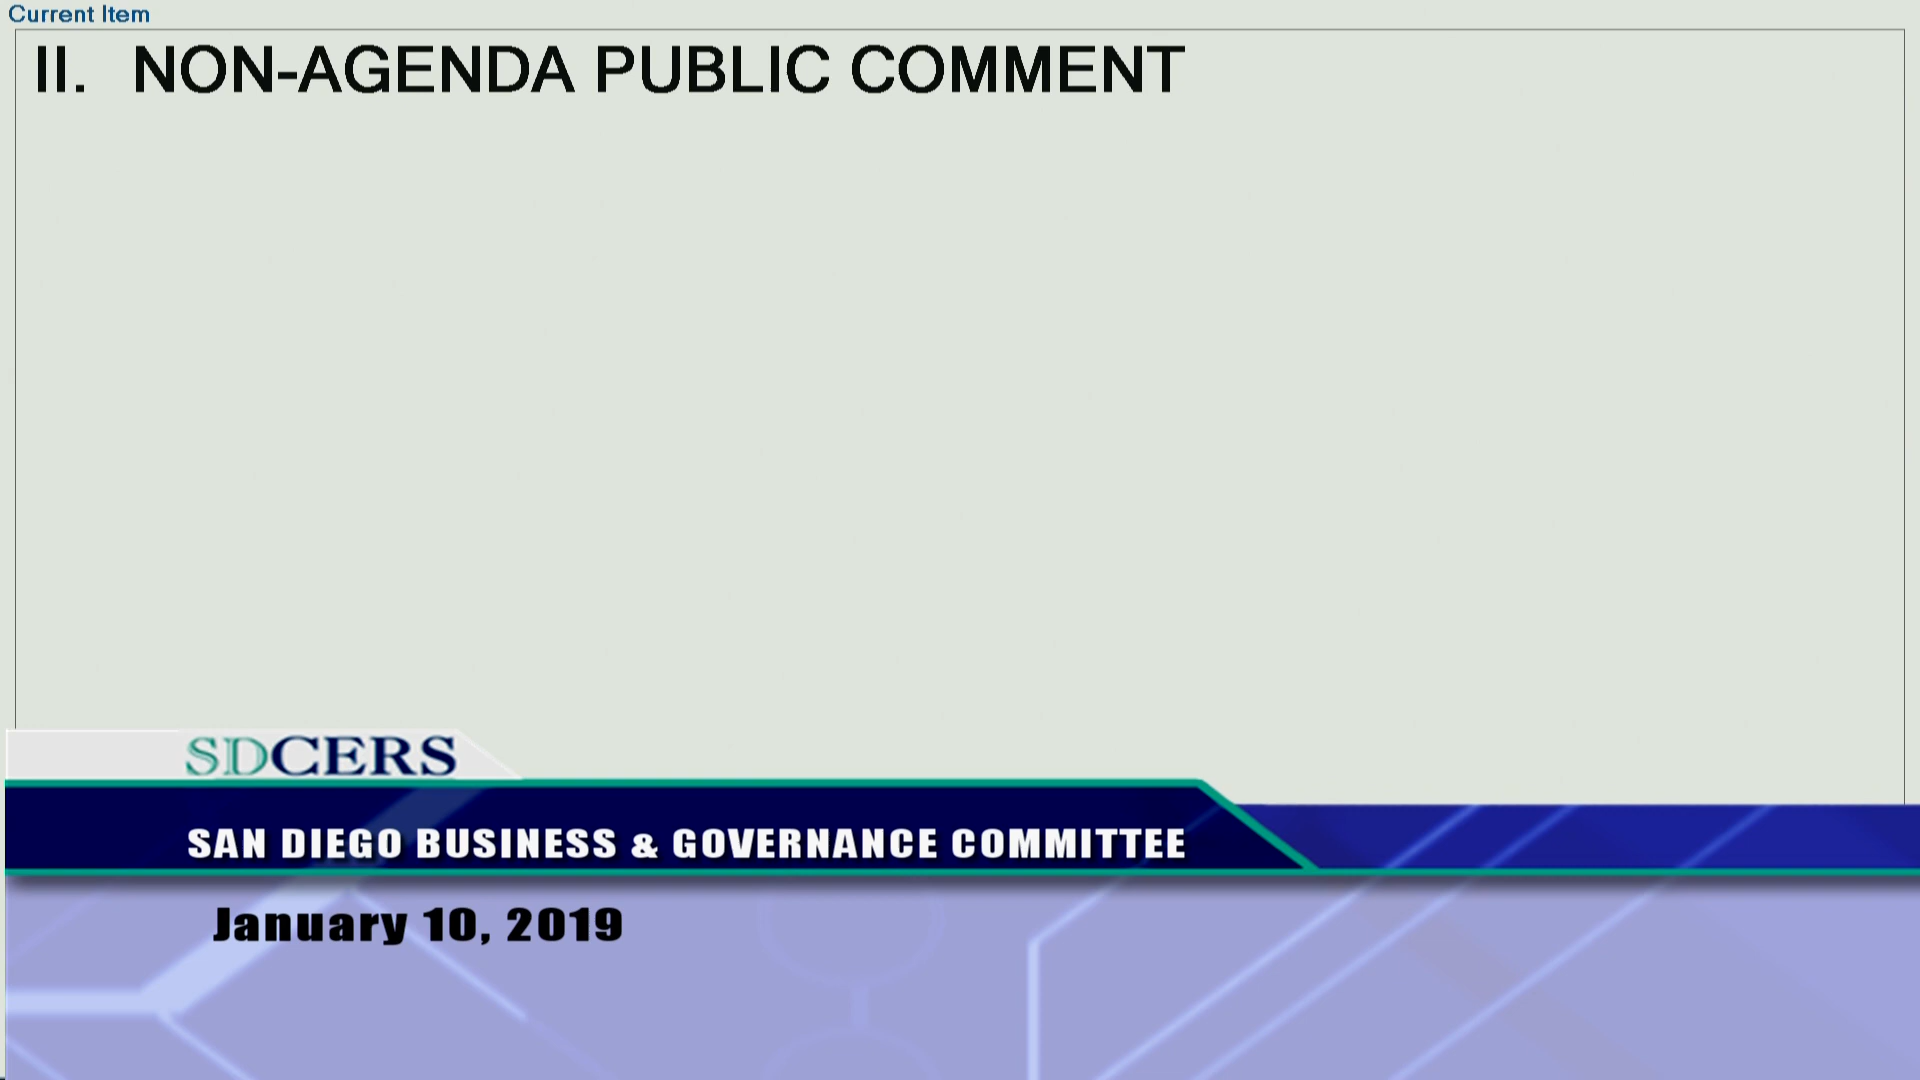 Current Item
II. NON-AGENDA PUBLIC COMMENT
SDCERS
SAN DIEGO BUSINESS & GOVERNANCE COMMITTEE
January 10, 2019